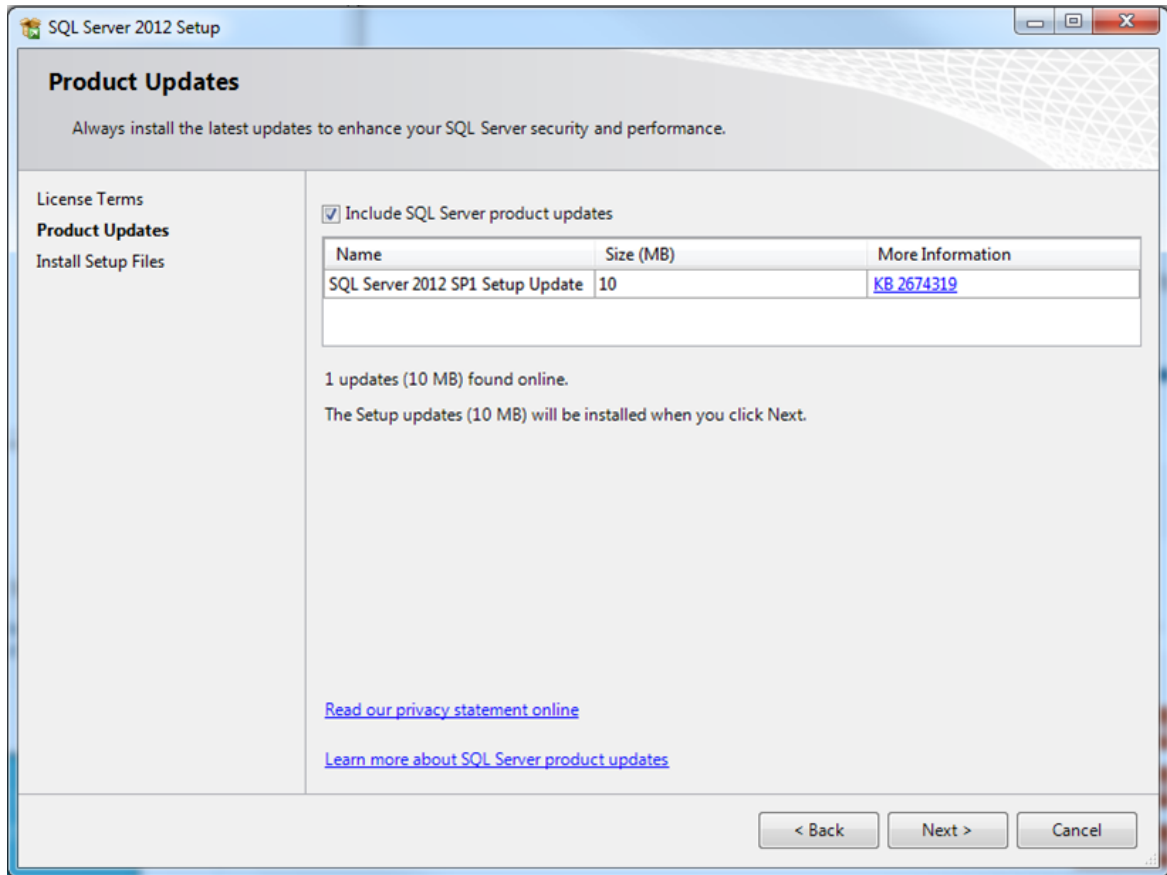 SQL Server 2012 Setup
Product Updates
Always install the latest updates to enhance your SQL Server security and performance.
License Terms
Product Updates
Install Setup Files
Include SQL Server product updates
Name Size (MB) More Information
SQL Server 2012 SP1 Setup Update 10 KB 2674319
1 updates (10 MB) found online.
The Setup updates (10 MB) will be installed when you click Next.
Read our privacy statement online
Learn more about SQL Server product updates
< Back Next > Cancel